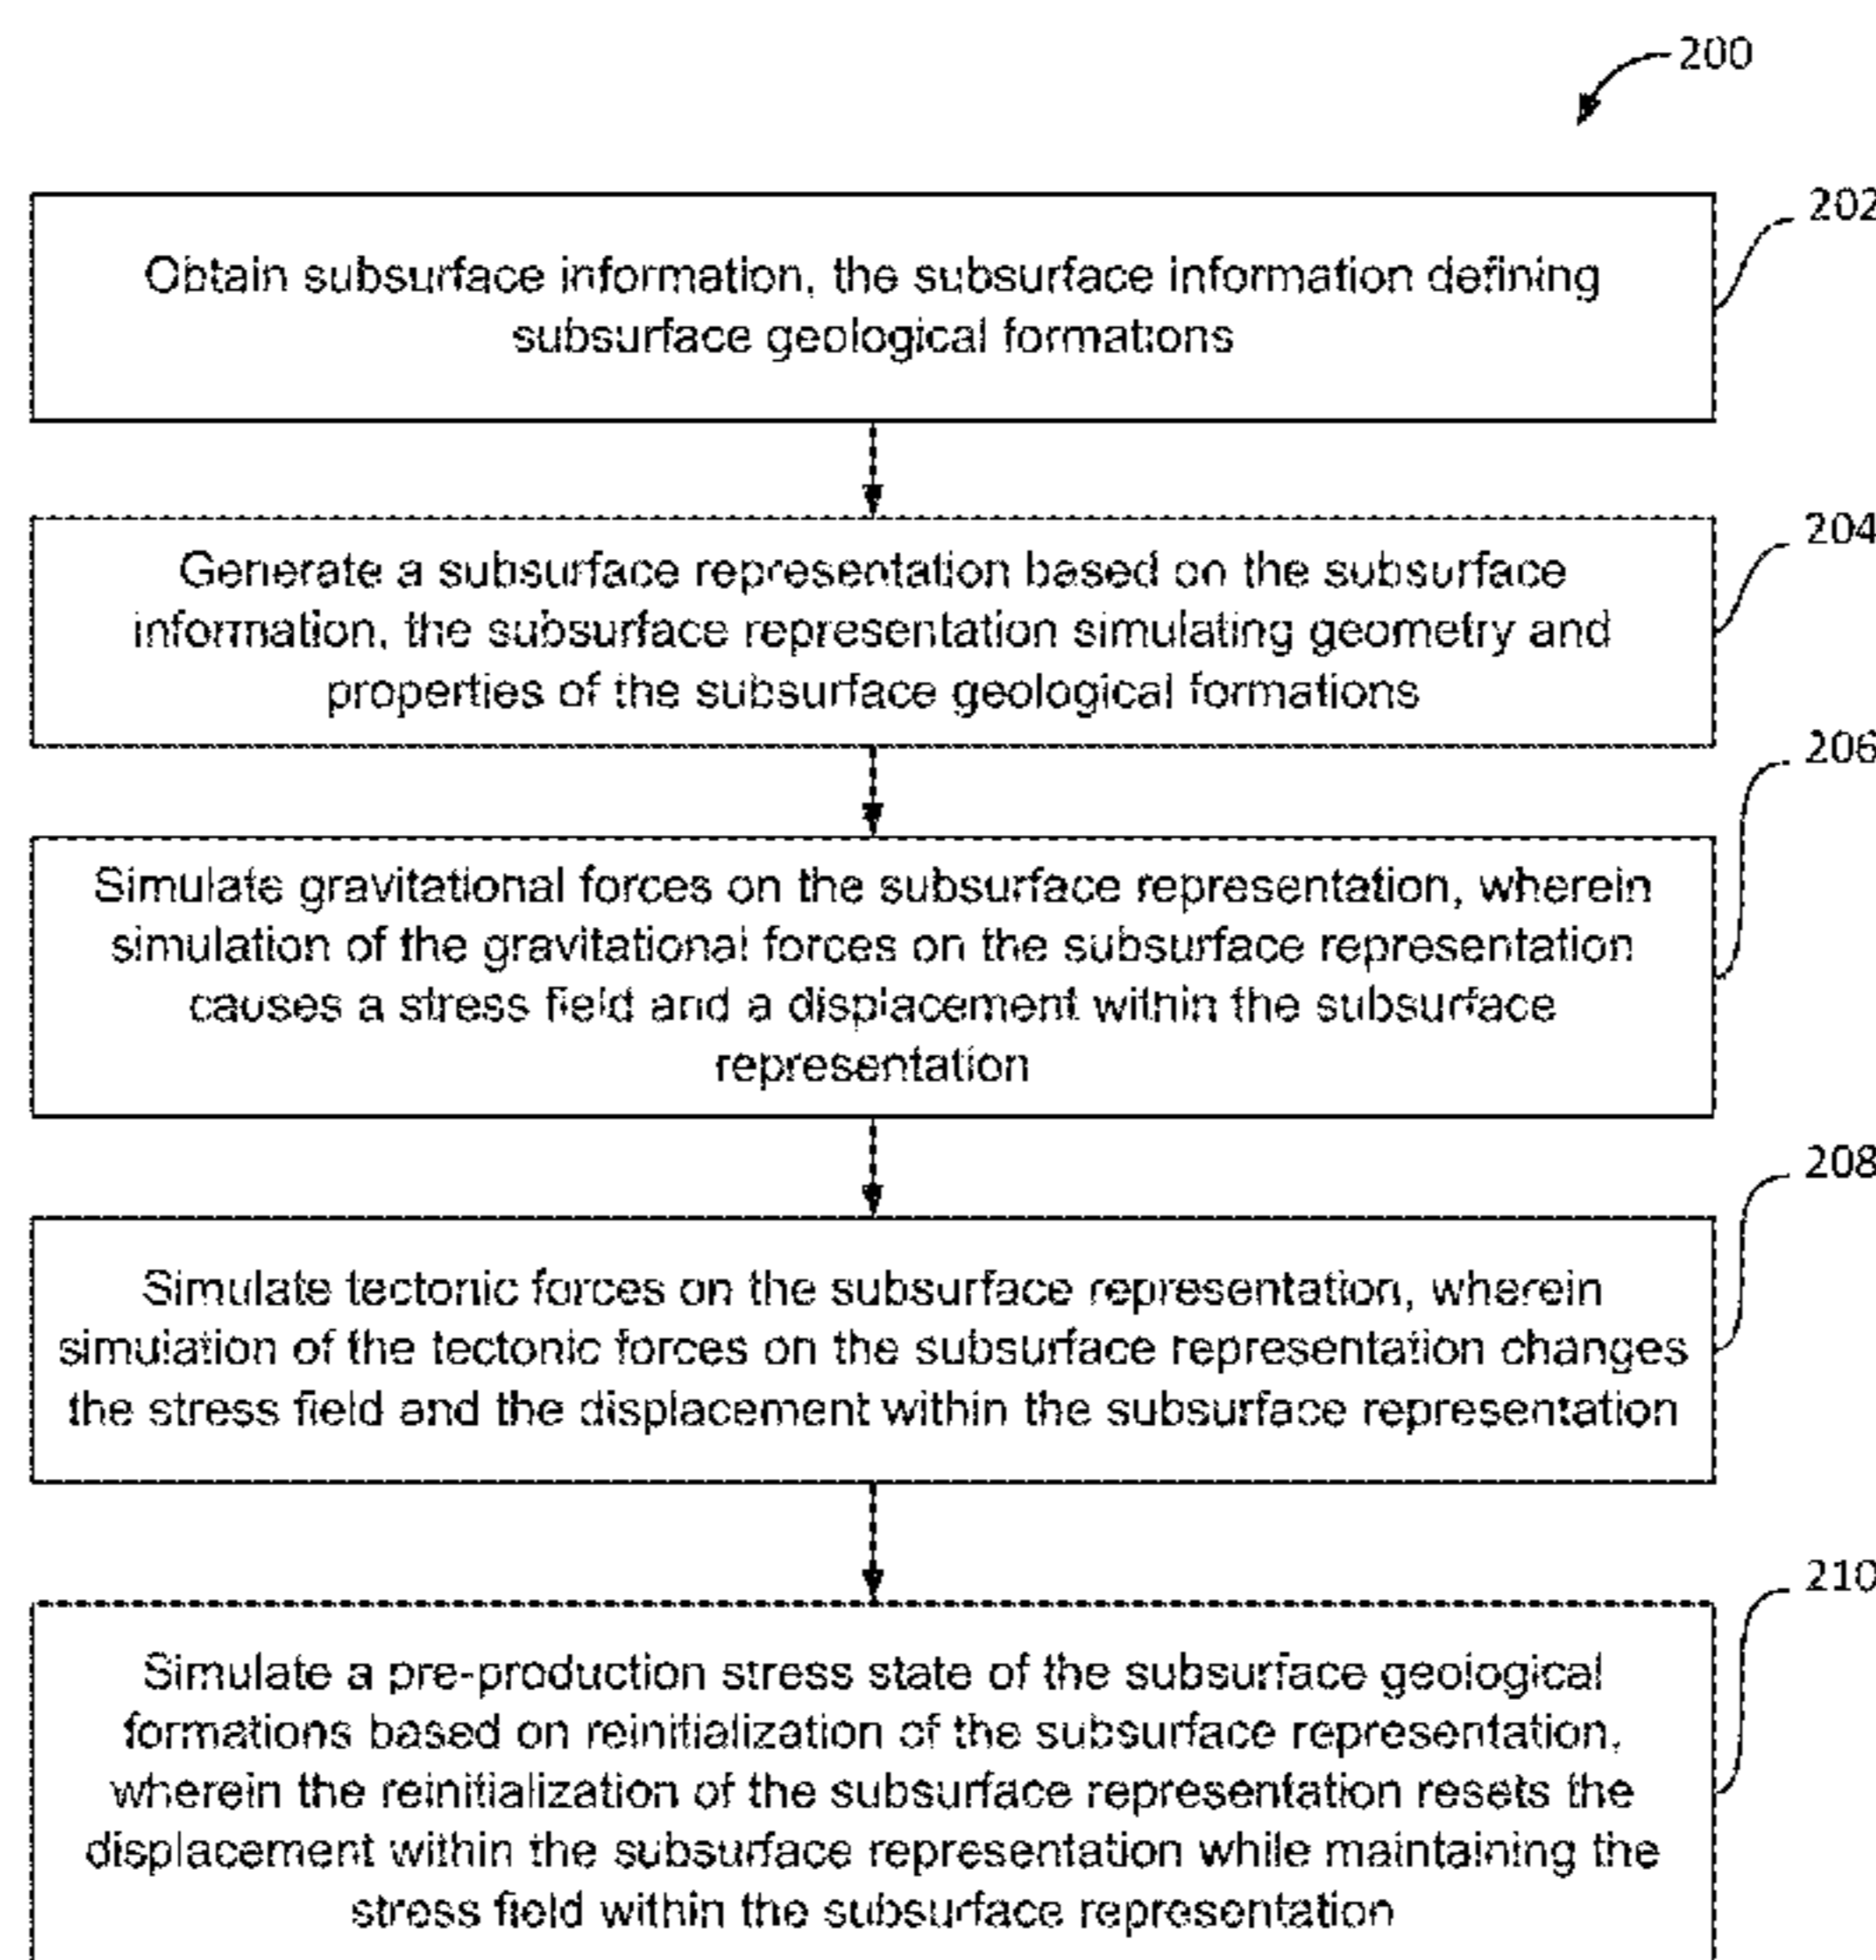 200
202
Obtain subsurface information, the subsurface information defining
subsurface geological formations
204
Generate a subsurface representation based on the subsurface
information, the subsurface representation simulating geometry and
properties of the subsurface geological formations
206
Simulate gravitational forces on the subsurface representation, wherein
simulation of the gravitational forces on the subsurface representation
causes a stress field and a displacement within the subsurface
representation
208
Simulate tectonic forces on the subsurface representation, wherein
simulation of the tectonic forces on the subsurface representation changes
the stress field and the displacement within the subsurface representation
210
Simulate a pre-production stress state of the subsurface geological
formations based on reinitialization of the subsurface representation,
wherein the reinitialization of the subsurface representation resets the
displacement within the subsurface representation while maintaining the
stress field within the subsurface representation